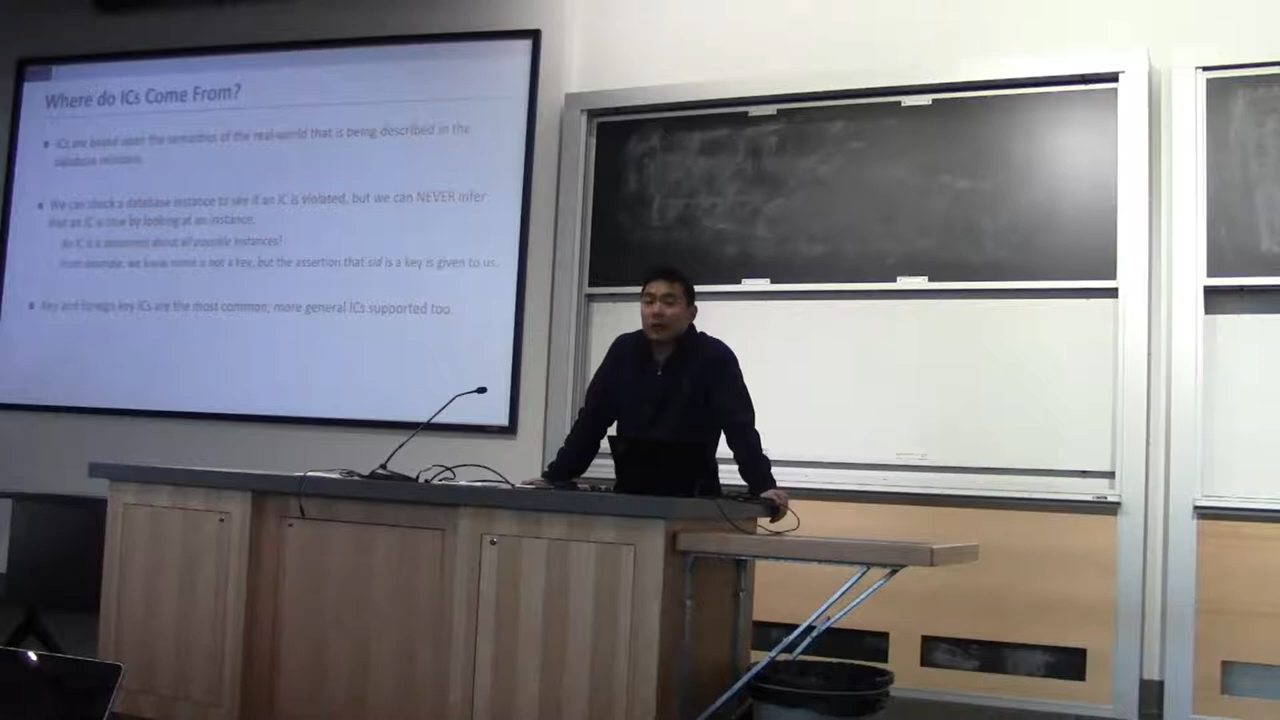 Where do ICs Come From?
ICs are based upon the semantics of the real-world that is being described in the
database relations.
We can check a database instance to see if an IC is violated, but we can NEVER infer
that an IC is true by looking at an instance.
An IC is a statement about all possible instances!
From example, we know name is not a key, but the assertion that sid is a key is given to us.
Key and foreign key ICs are the most common; more general ICs supported too.